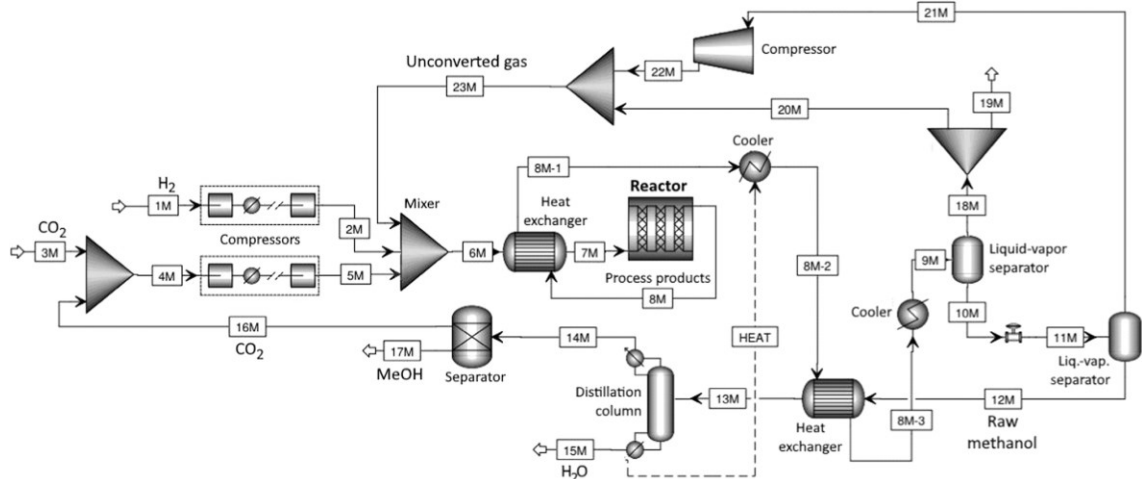 21M
Compressor
Unconverted gas
22M
23M
20M
19M
Cooler
8M-1
Reactor
H2
1M
Mixer
Heat
exchanger
18M
CO2
3M
Compressors
2M
Liquid-vapor
separator
9M
4M
5M
6M
7M
8M-2
Process products
8M
Cooler
10M
16M
CO2
14M
HEAT
11M
17M
MeOH
Separator
Liq.-vap.
separator
Distillation
column
13M
12M
Raw
methanol
Heat
exchanger
8M-3
15M
H2O